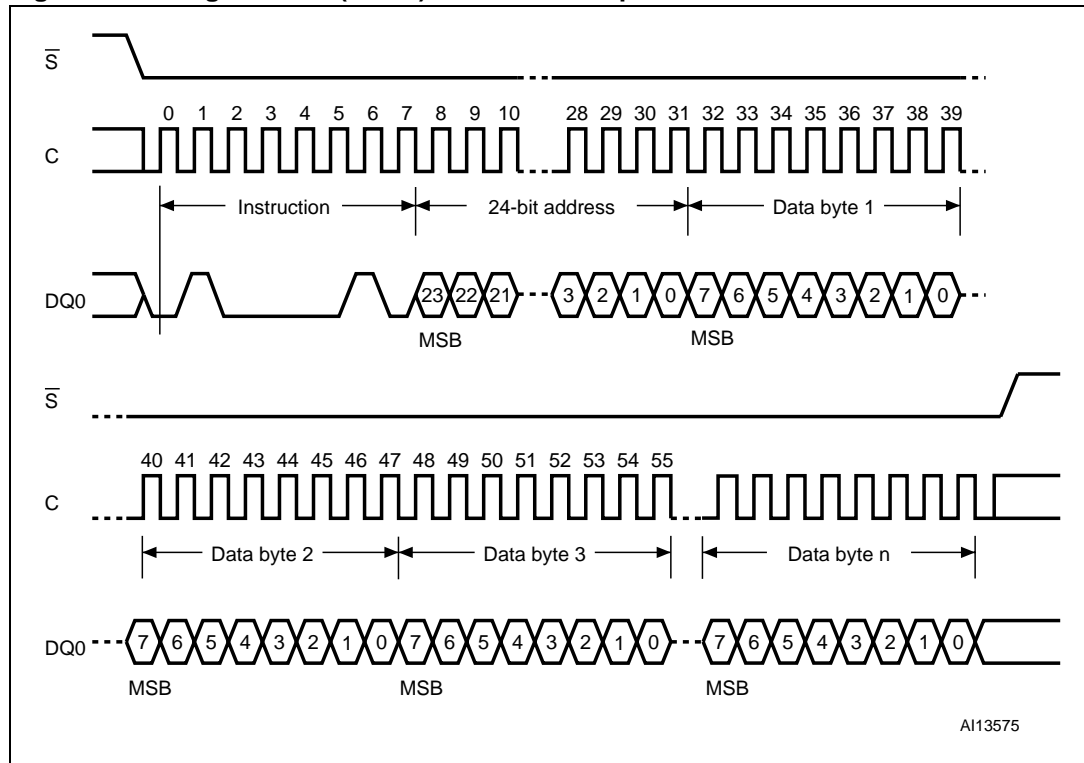 S
0 1 2 3 4 5 6 7 8 9 10 28 29 30 31 32 33 34 35 36 37 38 39
C
Instruction 24-bit address Data byte 1
DQ0 23 22 21 3 2 1 0 7 6 5 4 3 2 1 0
MSB MSB
S
40 41 42 43 44 45 46 47 48 49 50 51 52 53 54 55
C
Data byte 2 Data byte 3 Data byte n
DQ0 7 6 5 4 3 2 1 0 7 6 5 4 3 2 1 0 7 6 5 4 3 2 1 0
MSB MSB MSB
AI13575